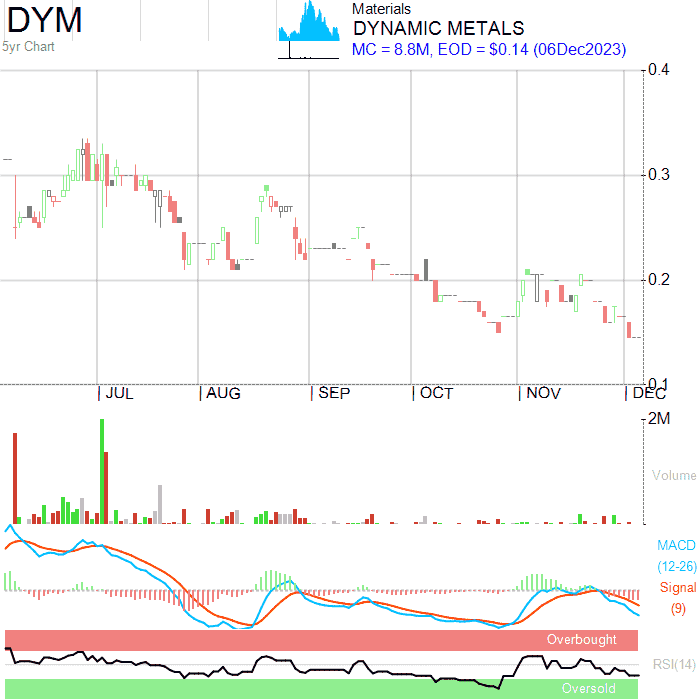 DYM
5yr Chart
Materials
DYNAMIC METALS
MC = 8.8M, EOD = $0.14 (06Dec2023)
0.4
0.3
0.2
0.1
JUL
AUG
SEP
OCT
NOV
DEC
2M
Volume
MACD
(12-26)
Signal
(9)
Overbought
RSI(14)
Oversold